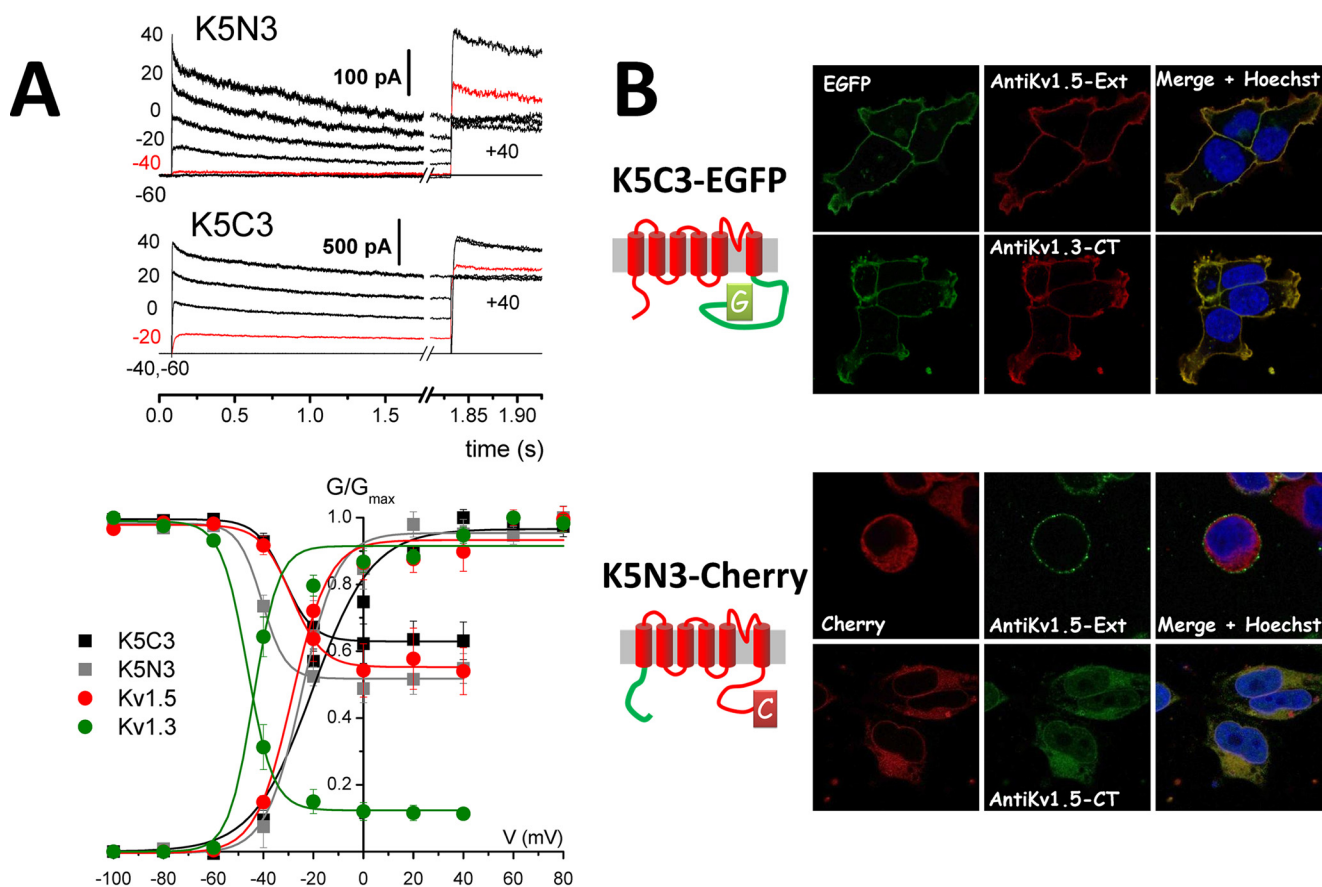 A
K5N3
40
20
0
-20
-40
-60
100 pA
+40
K5C3
40
20
0
-20
-40,-60
500 pA
+40
0.0 0.5 1.0 1.5 1.85 1.90
time (s)
G/Gmax
1.0
0.8
0.6
0.4
0.2
V (mV)
-100 -80 -60 -40 -20 0 20 40 60 80
K5C3
K5N3
Kv1.5
Kv1.3
B
K5C3-EGFP
G
EGFP
AntiKv1.5-Ext
Merge + Hoechst
AntiKv1.3-CT
K5N3-Cherry
C
Cherry
AntiKv1.5-Ext
Merge + Hoechst
AntiKv1.5-CT